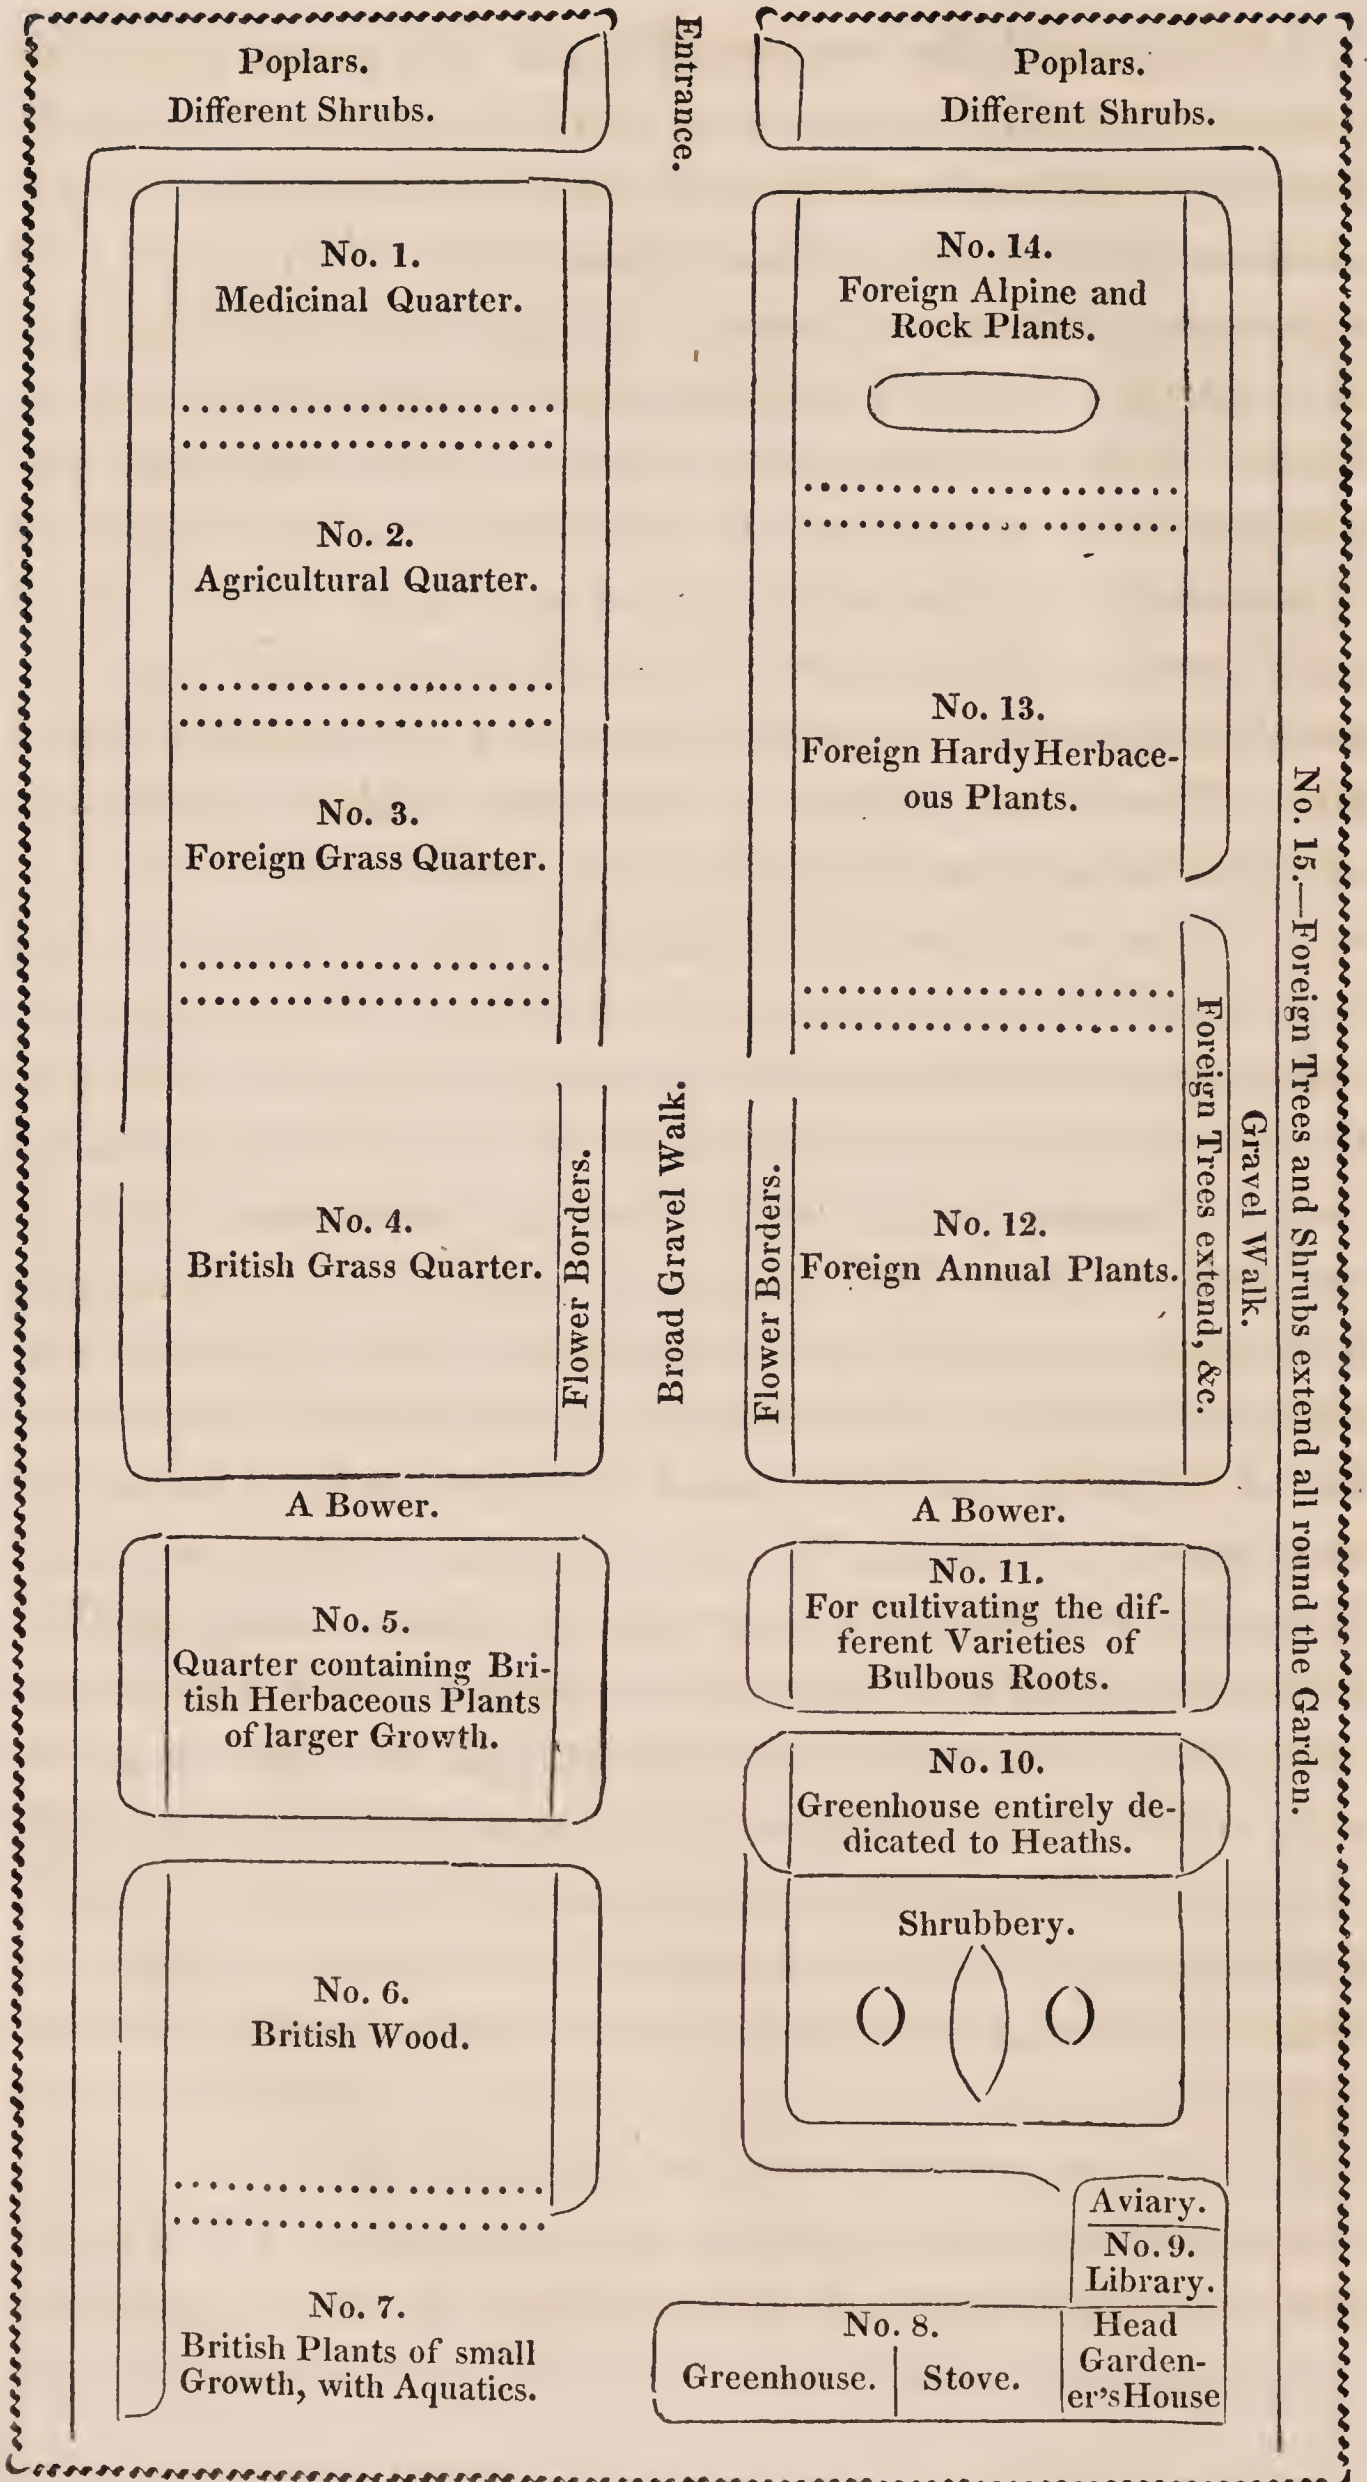 Poplars.
Different Shrubs.
Entrance.
Poplars.
Different Shrubs.
No. 1.
Medicinal Quarter.
No. 2.
Agricultural Quarter.
No. 3.
Foreign Grass Quarter.
No. 4.
British Grass Quarter.
Flower Borders.
Broad Gravel Walk.
A Bower.
No. 5.
Quarter containing Bri-
tish Herbaceous Plants
of larger Growth.
No. 6.
British Wood.
No. 7.
British Plants of small
Growth, with Aquatics.
No. 14.
Foreign Alpine and
Rock Plants.
No. 13.
Foreign Hardy Herbace-
ous Plants.
No. 12.
Foreign Annual Plants.
Flower Borders.
Foreign Trees extend, &c.
Gravel Walk.
No. 15.—Foreign Trees and Shrubs extend all round the Garden.
A Bower.
No. 11.
For cultivating the dif-
ferent Varieties of
Bulbous Roots.
No. 10.
Greenhouse entirely de-
dicated to Heaths.
Shrubbery.
Aviary.
No. 9.
Library.
No. 8.
Greenhouse.
Stove.
Head
Garden-
er's House